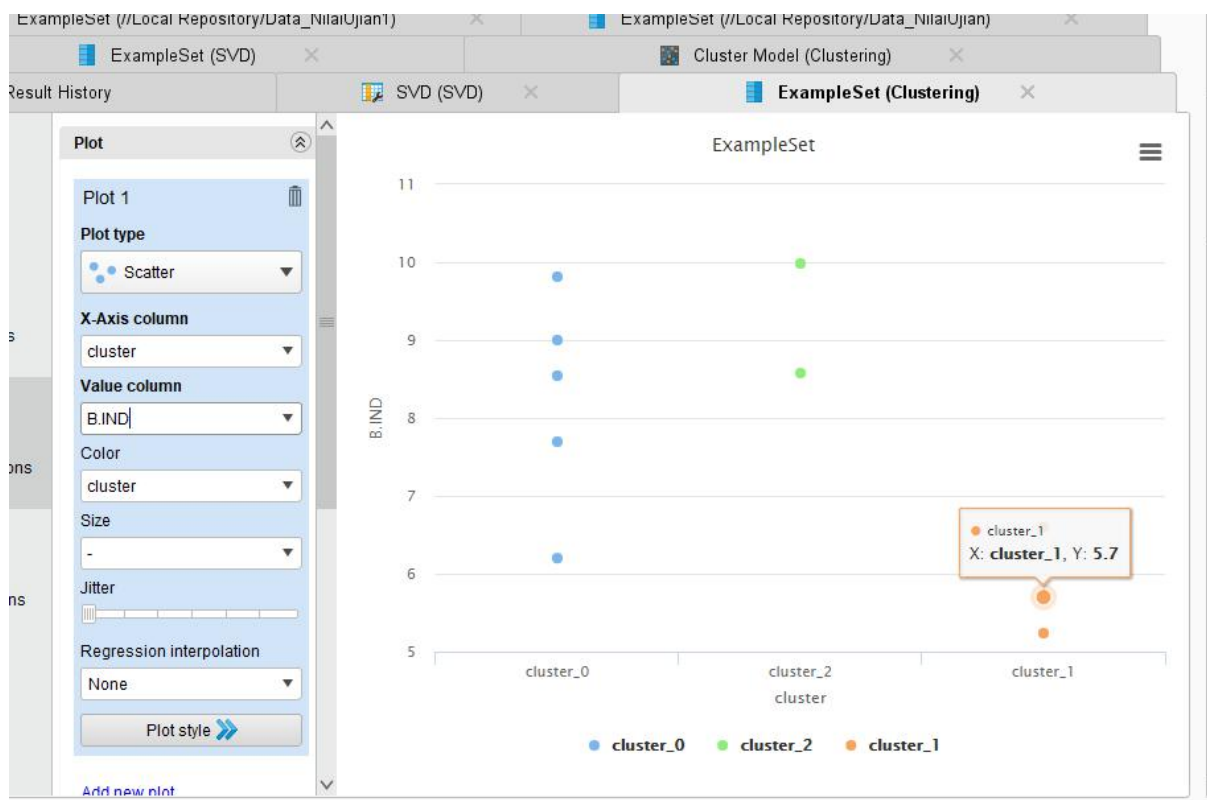 ExampleSet (//Local Repository/Data_NilaiUjian1)
ExampleSet (//Local Repository/Data_NilaiUjian)
ExampleSet (SVD)
Cluster Model (Clustering)
Result History
SVD (SVD)
ExampleSet (Clustering)
Plot
Plot 1
Plot type
Scatter
X-Axis column
cluster
Value column
B.IND
Color
cluster
Size
-
Jitter
Regression interpolation
None
Plot style
Add new plot
ExampleSet
11
10
9
8
7
6
5
B.IND
cluster_1
X: cluster_1, Y: 5.7
cluster_0
cluster_2
cluster_1
cluster
cluster_0
cluster_2
cluster_1